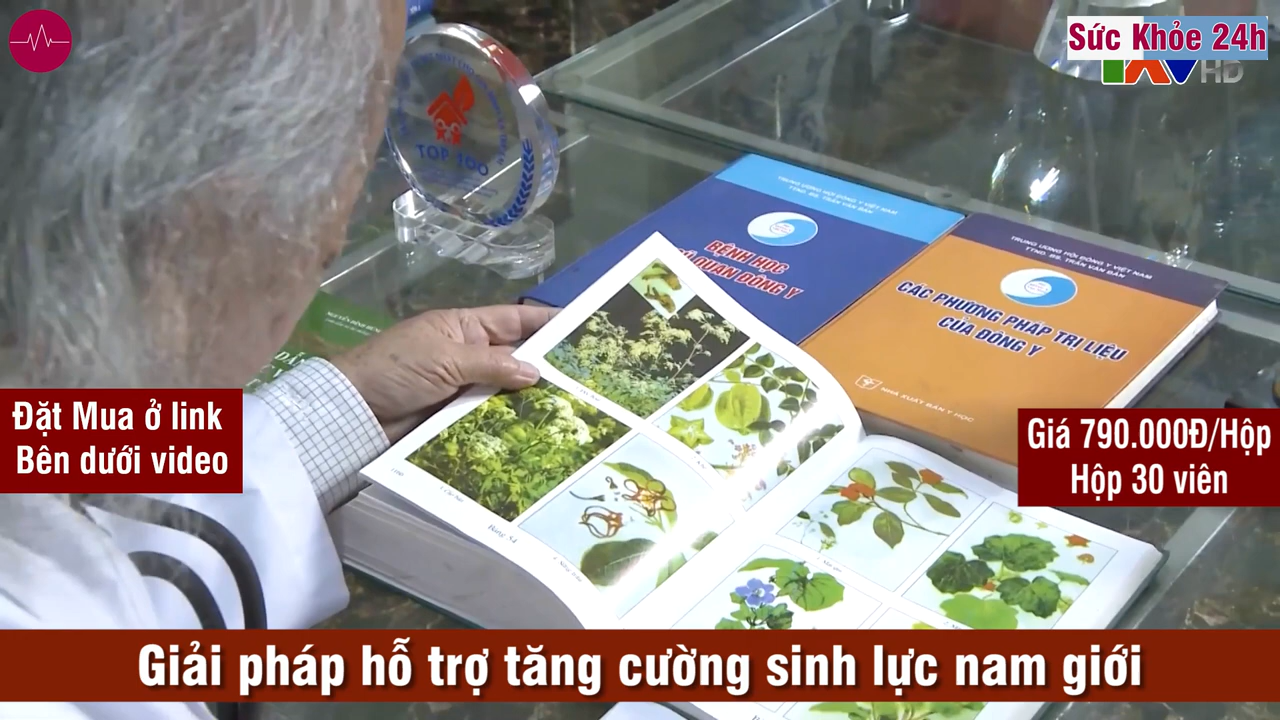 Sức Khỏe 24h
HD
TOP 100
TRUNG ƯƠNG HỘI ĐÔNG Y VIỆT NAM
TTND. BS. TRẦN VĂN BẢN
BỆNH HỌC
QUAN ĐÔNG Y
TRUNG ƯƠNG HỘI ĐÔNG Y VIỆT NAM
TTND. BS. TRẦN VĂN BẢN
CÁC PHƯƠNG PHÁP TRỊ LIỆU
CỦA ĐÔNG Y
NHÀ XUẤT BẢN Y HỌC
Đặt Mua ở link
Bên dưới video
Giá 790.000Đ/Hộp
Hộp 30 viên
Bảng 54
Giải pháp hỗ trợ tăng cường sinh lực nam giới